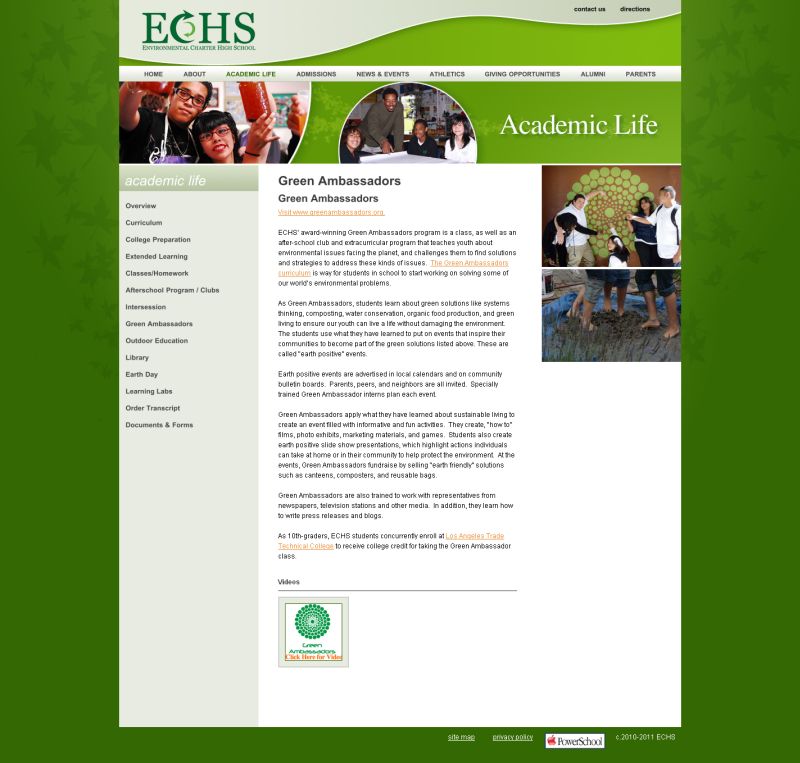 contact us
directions
ECHS
ENVIRONMENTAL CHARTER HIGH SCHOOL
HOME
ABOUT
ACADEMIC LIFE
ADMISSIONS
NEWS & EVENTS
ATHLETICS
GIVING OPPORTUNITIES
ALUMNI
PARENTS
Academic Life
academic life
Overview
Curriculum
College Preparation
Extended Learning
Classes/Homework
Afterschool Program / Clubs
Intersession
Green Ambassadors
Outdoor Education
Library
Earth Day
Learning Labs
Order Transcript
Documents & Forms
Green Ambassadors
Green Ambassadors
Visit www.greenambassadors.org.
ECHS' award-winning Green Ambassadors program is a class, as well as an
after-school club and extracurricular program that teaches youth about
environmental issues facing the planet, and challenges them to find solutions
and strategies to address these kinds of issues. The Green Ambassadors
curriculum is way for students in school to start working on solving some
of our world's environmental problems.
As Green Ambassadors, students learn about green solutions like systems
thinking, composting, water conservation, organic food production, and green
living to ensure our youth can live a life without damaging the environment.
The students use what they have learned to put on events that inspire their
communities to become part of the green solutions listed above. These are
called "earth positive" events.
Earth positive events are advertised in local calendars and on community
bulletin boards. Parents, peers, and neighbors are all invited. Specially
trained Green Ambassador interns plan each event.
Green Ambassadors apply what they have learned about sustainable living to
create an event filled with informative and fun activities. They create, "how to"
films, photo exhibits, marketing materials, and games. Students also create
earth positive slide show presentations, which highlight actions individuals
can take at home or in their community to help protect the environment. At the
events, Green Ambassadors fundraise by selling "earth friendly" solutions
such as canteens, composters, and reusable bags.
Green Ambassadors are also trained to work with representatives from
newspapers, television stations and other media. In addition, they learn how
to write press releases and blogs.
As 10th-graders, ECHS students concurrently enroll at Los Angeles Trade
Technical College to receive college credit for taking the Green Ambassador
class.
Videos
Green
Ambassadors
Click Here for Video
site map
privacy policy
PowerSchool
c.2010-2011 ECHS